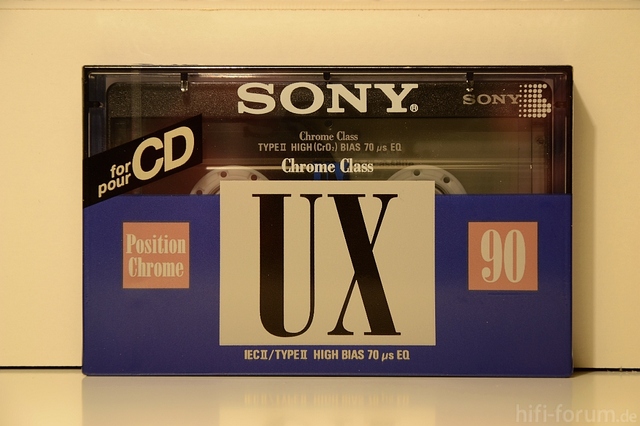 SONY®
SONY
Chrome Class
TYPE II HIGH (CrO₂) BIAS 70 µs EQ
for CD
pour
Chrome Class
UX
Position
Chrome
90
IEC II/TYPE II HIGH BIAS 70 µs EQ
hifi-forum.de